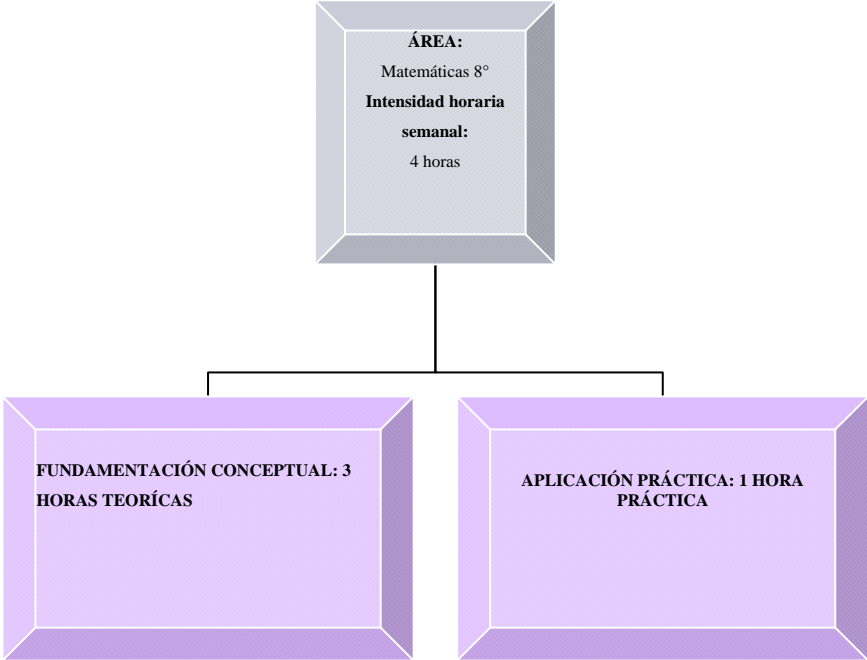 ÁREA:
Matemáticas 8°
Intensidad horaria
semanal:
4 horas
FUNDAMENTACIÓN CONCEPTUAL: 3
HORAS TEORÍCAS
APLICACIÓN PRÁCTICA: 1 HORA
PRÁCTICA